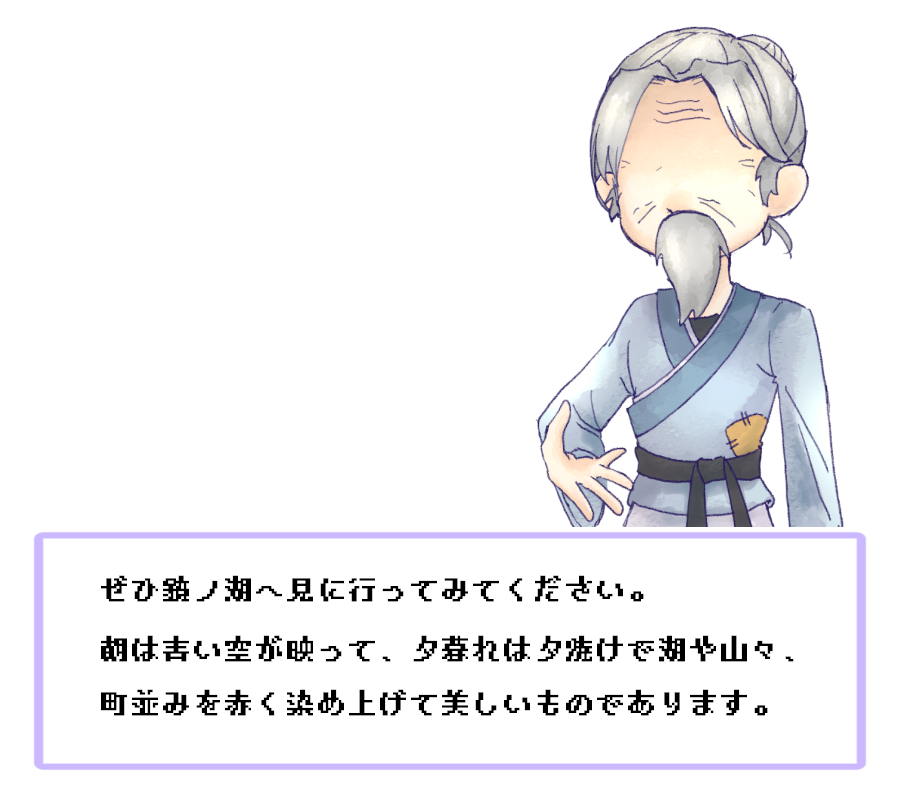 ぜひ鏡ノ湖へ見に行ってみてください。
朝は青い空が映って、夕暮れは夕焼けで湖や山々、
町並みを赤く染め上げて美しいものであります。